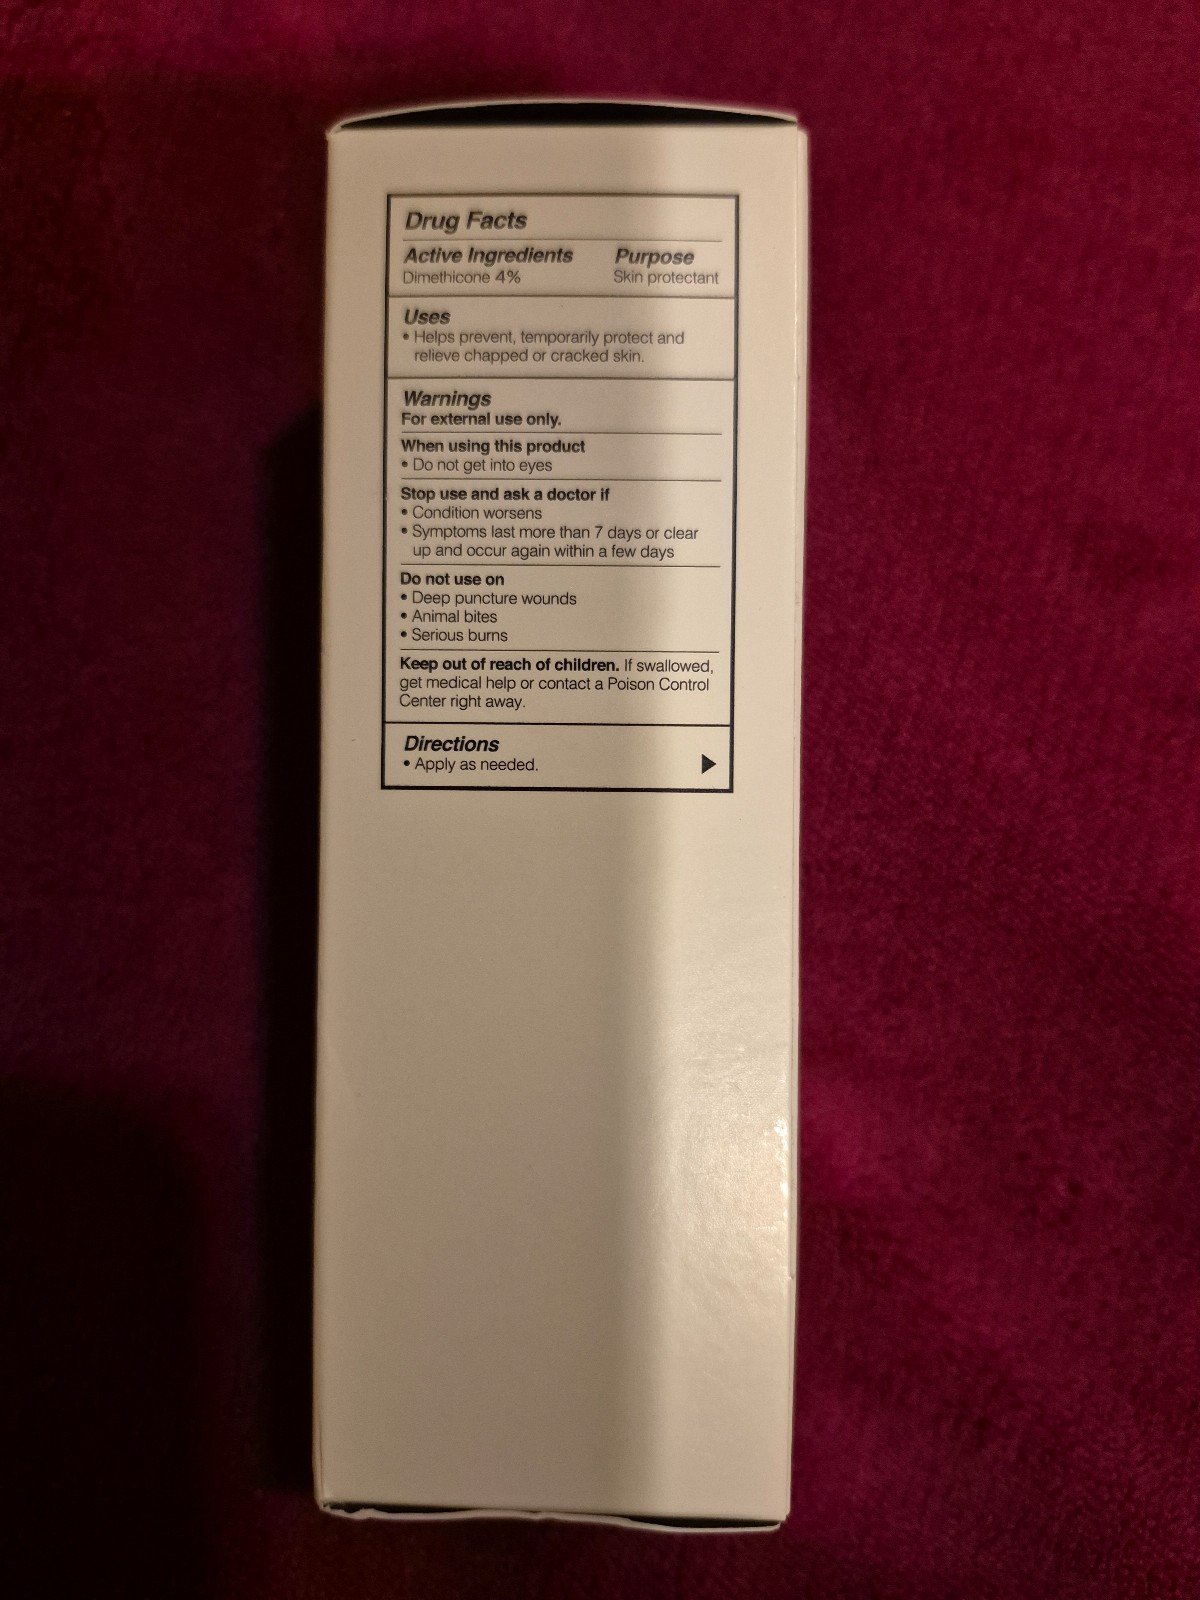 Drug Facts
Active Ingredients Purpose
Dimethicone 4% Skin protectant
Uses
• Helps prevent, temporarily protect and
relieve chapped or cracked skin.
Warnings
For external use only.
When using this product
• Do not get into eyes
Stop use and ask a doctor if
• Condition worsens
• Symptoms last more than 7 days or clear
up and occur again within a few days
Do not use on
• Deep puncture wounds
• Animal bites
• Serious burns
Keep out of reach of children. If swallowed,
get medical help or contact a Poison Control
Center right away.
Directions
• Apply as needed.